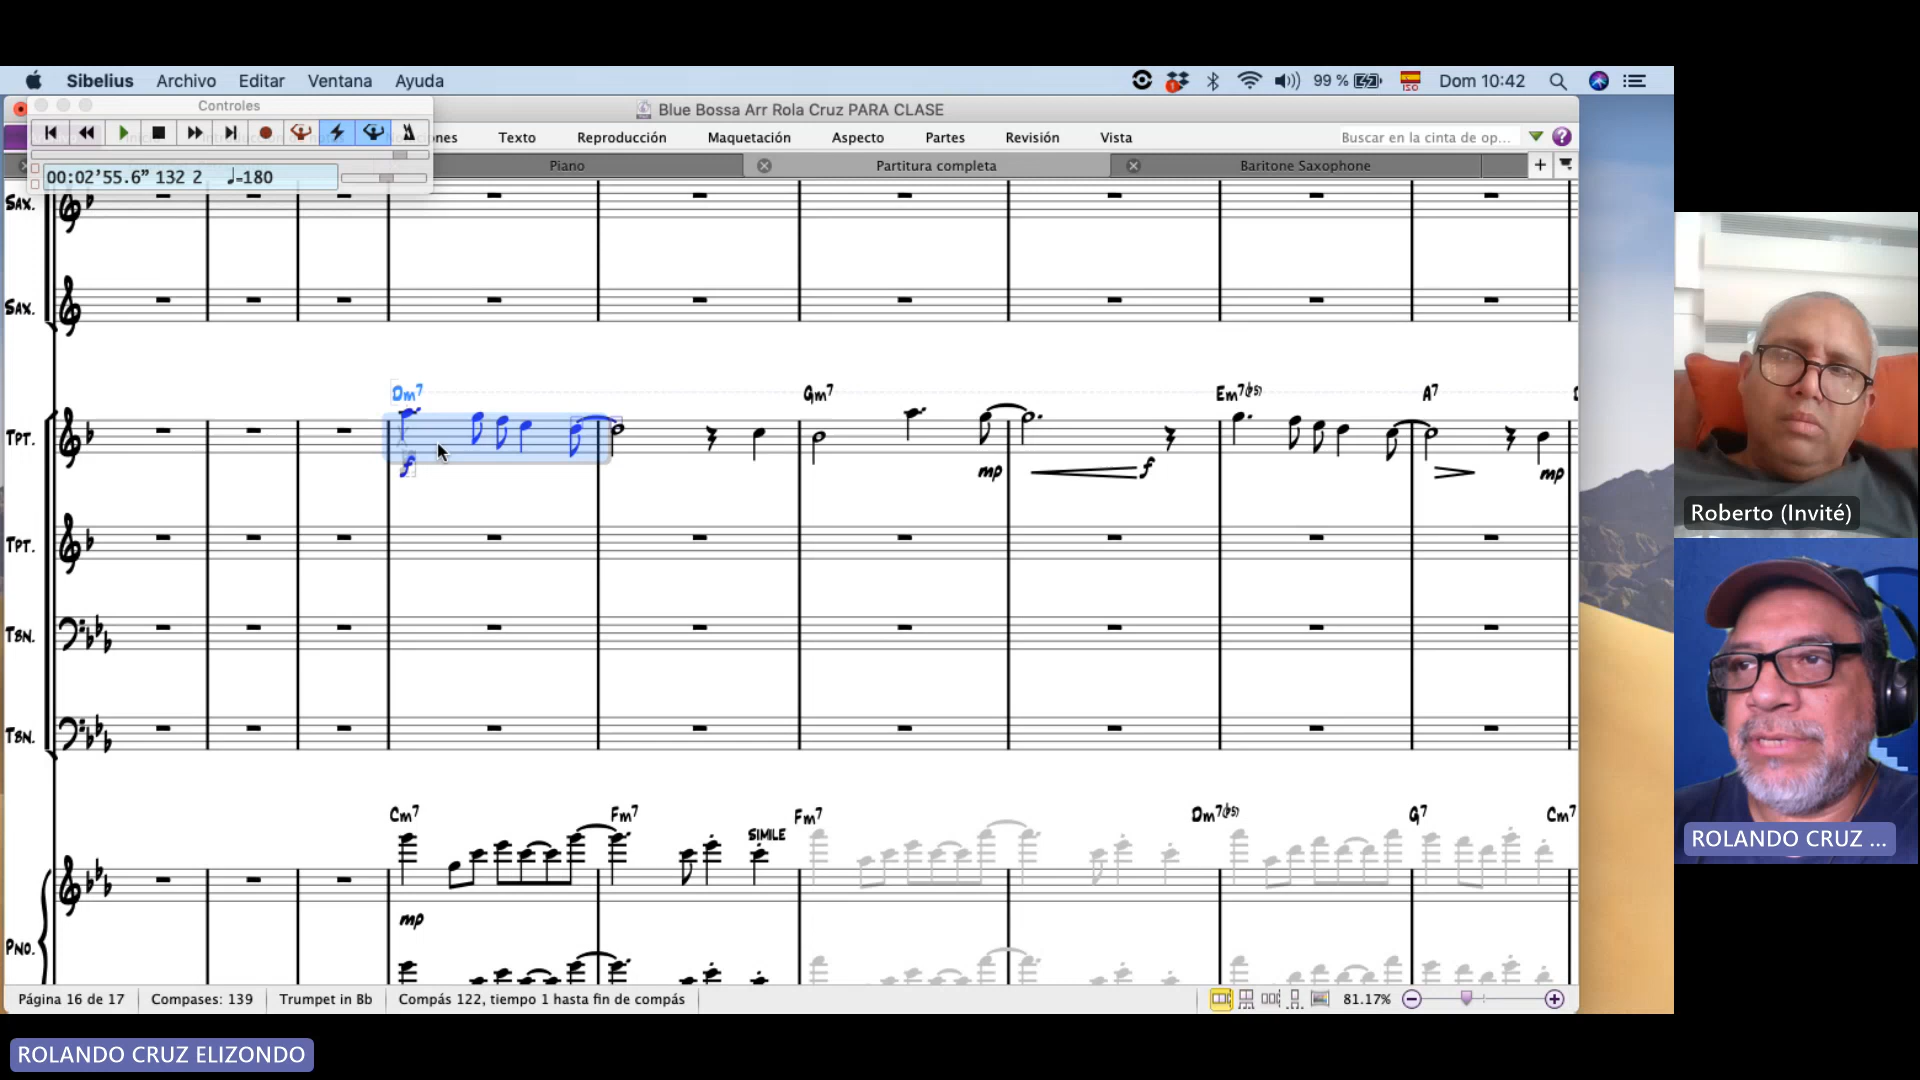 Sibelius Archivo Editar Ventana Ayuda 99 % ISO Dom 10:42
Controles
Blue Bossa Arr Rola Cruz PARA CLASE
nes Texto Reproducción Maquetación Aspecto Partes Revisión Vista Buscar en la cinta de op... ?
00:02'55.6" 132 2 ♩=180
Piano Partitura completa Baritone Saxophone
SAX.
SAX.
Dm7 Gm7 Em7(b5) A7
TPT.
f mp f mp
TPT.
TBN.
TBN.
Cm7 Fm7 Fm7 Dm7(b5) G7 Cm7
SIMILE
mp
PNO.
Página 16 de 17 Compases: 139 Trumpet in Bb Compás 122, tiempo 1 hasta fin de compás 81.17%
Roberto (Invité)
ROLANDO CRUZ ...
ROLANDO CRUZ ELIZONDO